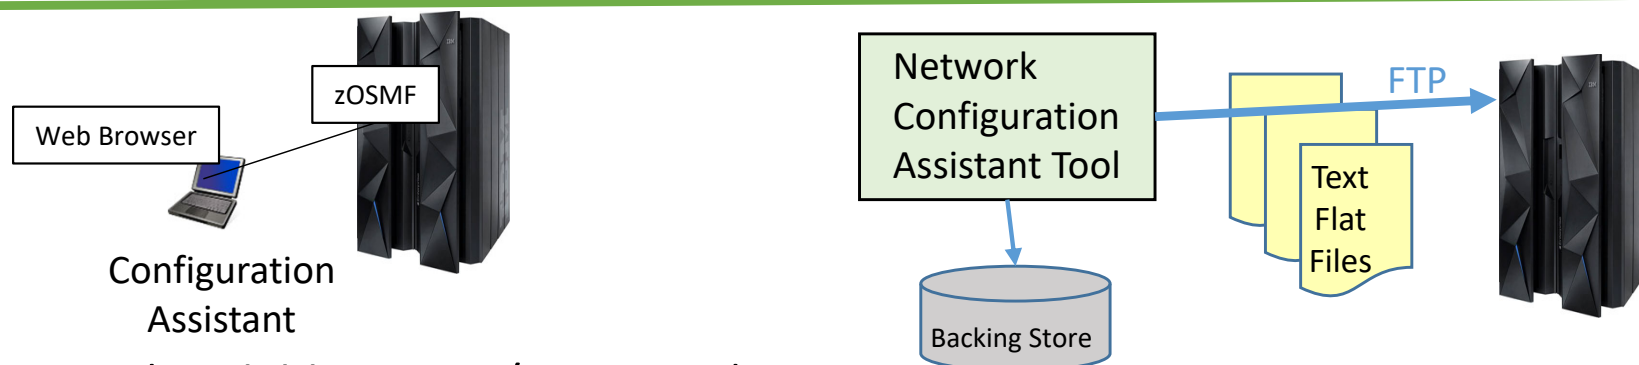 zOSMF
Web Browser
Configuration
Assistant
Network
Configuration
Assistant Tool
FTP
Text
Flat
Files
Backing Store